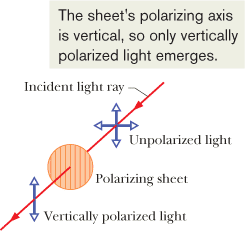 The sheet's polarizing axis
is vertical, so only vertically
polarized light emerges.
Incident light ray
Unpolarized light
Polarizing sheet
Vertically polarized light